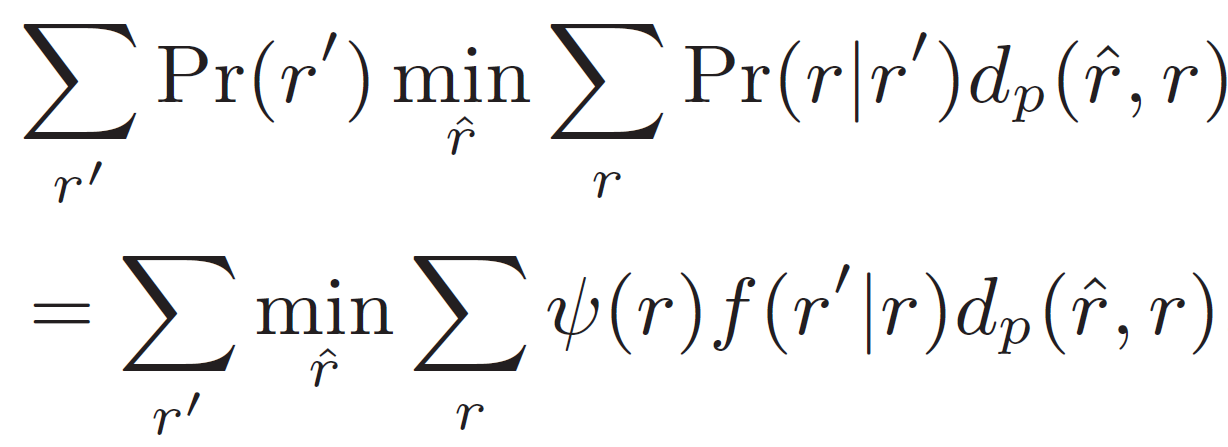 \sum_{r'} \Pr(r') \min_{\hat{r}} \sum_{r} \Pr(r|r') d_p(\hat{r}, r)
= \sum_{r'} \min_{\hat{r}} \sum_{r} \psi(r) f(r'|r) d_p(\hat{r}, r)